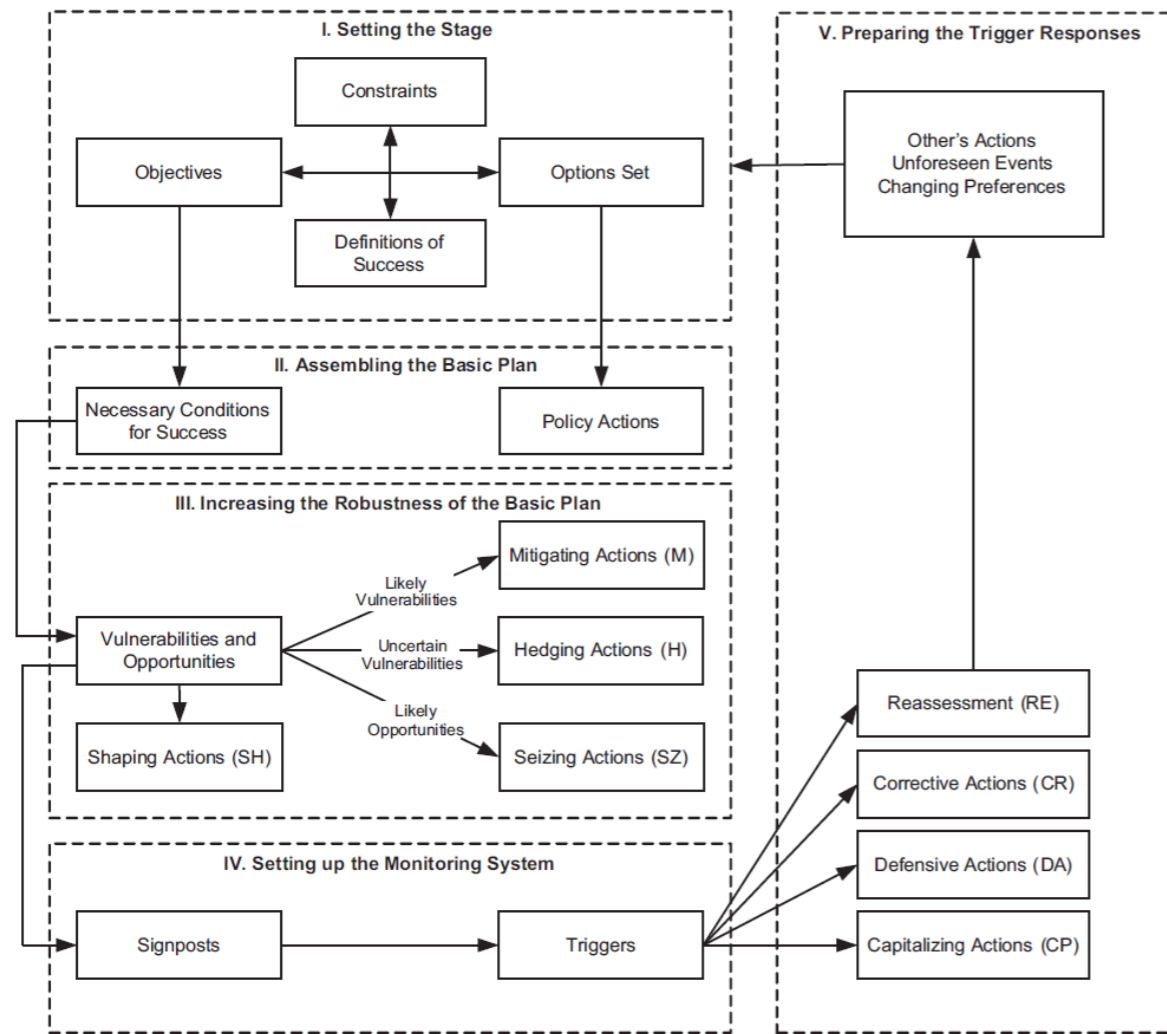 I. Setting the Stage
Constraints
Objectives
Options Set
Definitions of
Success
II. Assembling the Basic Plan
Necessary Conditions
for Success
Policy Actions
III. Increasing the Robustness of the Basic Plan
Mitigating Actions (M)
Likely
Vulnerabilities
Vulnerabilities and
Opportunities
Uncertain
Vulnerabilities
Hedging Actions (H)
Likely
Opportunities
Shaping Actions (SH)
Seizing Actions (SZ)
IV. Setting up the Monitoring System
Signposts
Triggers
V. Preparing the Trigger Responses
Other's Actions
Unforeseen Events
Changing Preferences
Reassessment (RE)
Corrective Actions (CR)
Defensive Actions (DA)
Capitalizing Actions (CP)